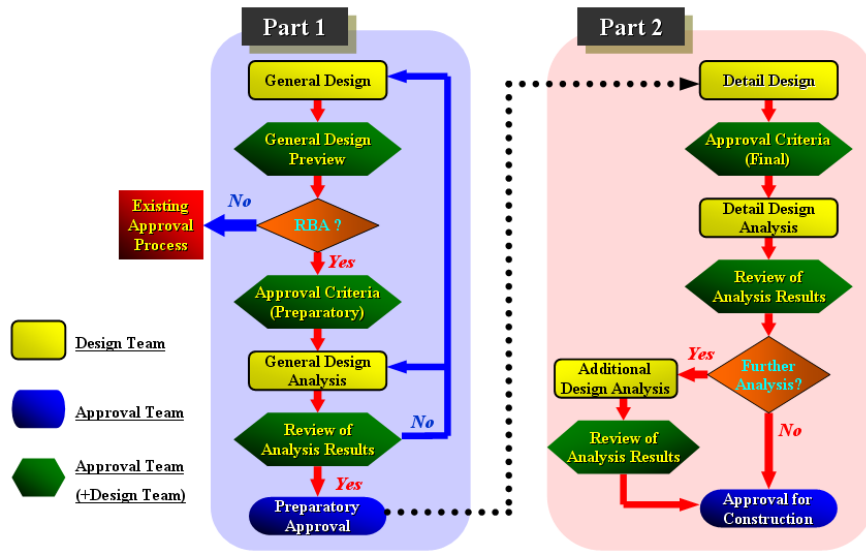 Part 1
General Design
General Design
Preview
RBA ?
No
Existing
Approval
Process
Yes
Approval Criteria
(Preparatory)
General Design
Analysis
Review of
Analysis Results
No
Yes
Preparatory
Approval
Design Team
Approval Team
Approval Team
(+Design Team)
Part 2
Detail Design
Approval Criteria
(Final)
Detail Design
Analysis
Review of
Analysis Results
Further
Analysis?
Yes
Additional
Design Analysis
Review of
Analysis Results
No
Approval for
Construction